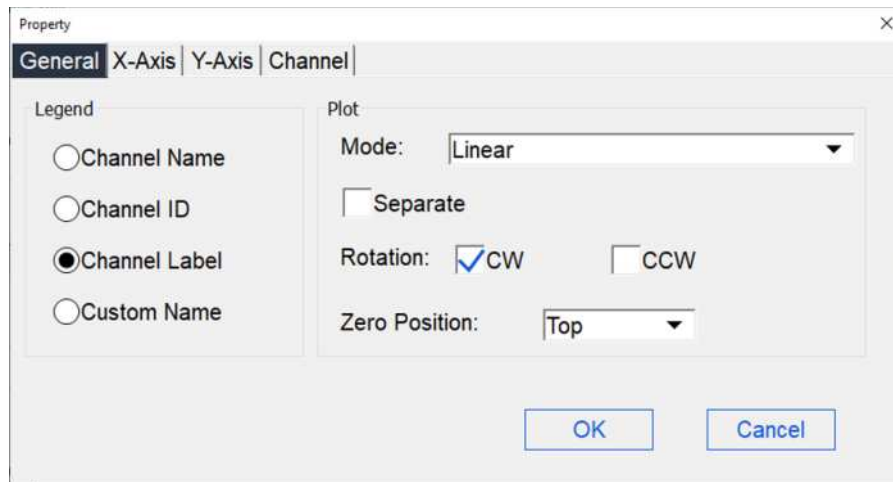 Property
General X-Axis Y-Axis Channel
Legend
Channel Name
Channel ID
Channel Label
Custom Name
Plot
Mode: Linear
Separate
Rotation: CW CCW
Zero Position: Top
OK Cancel